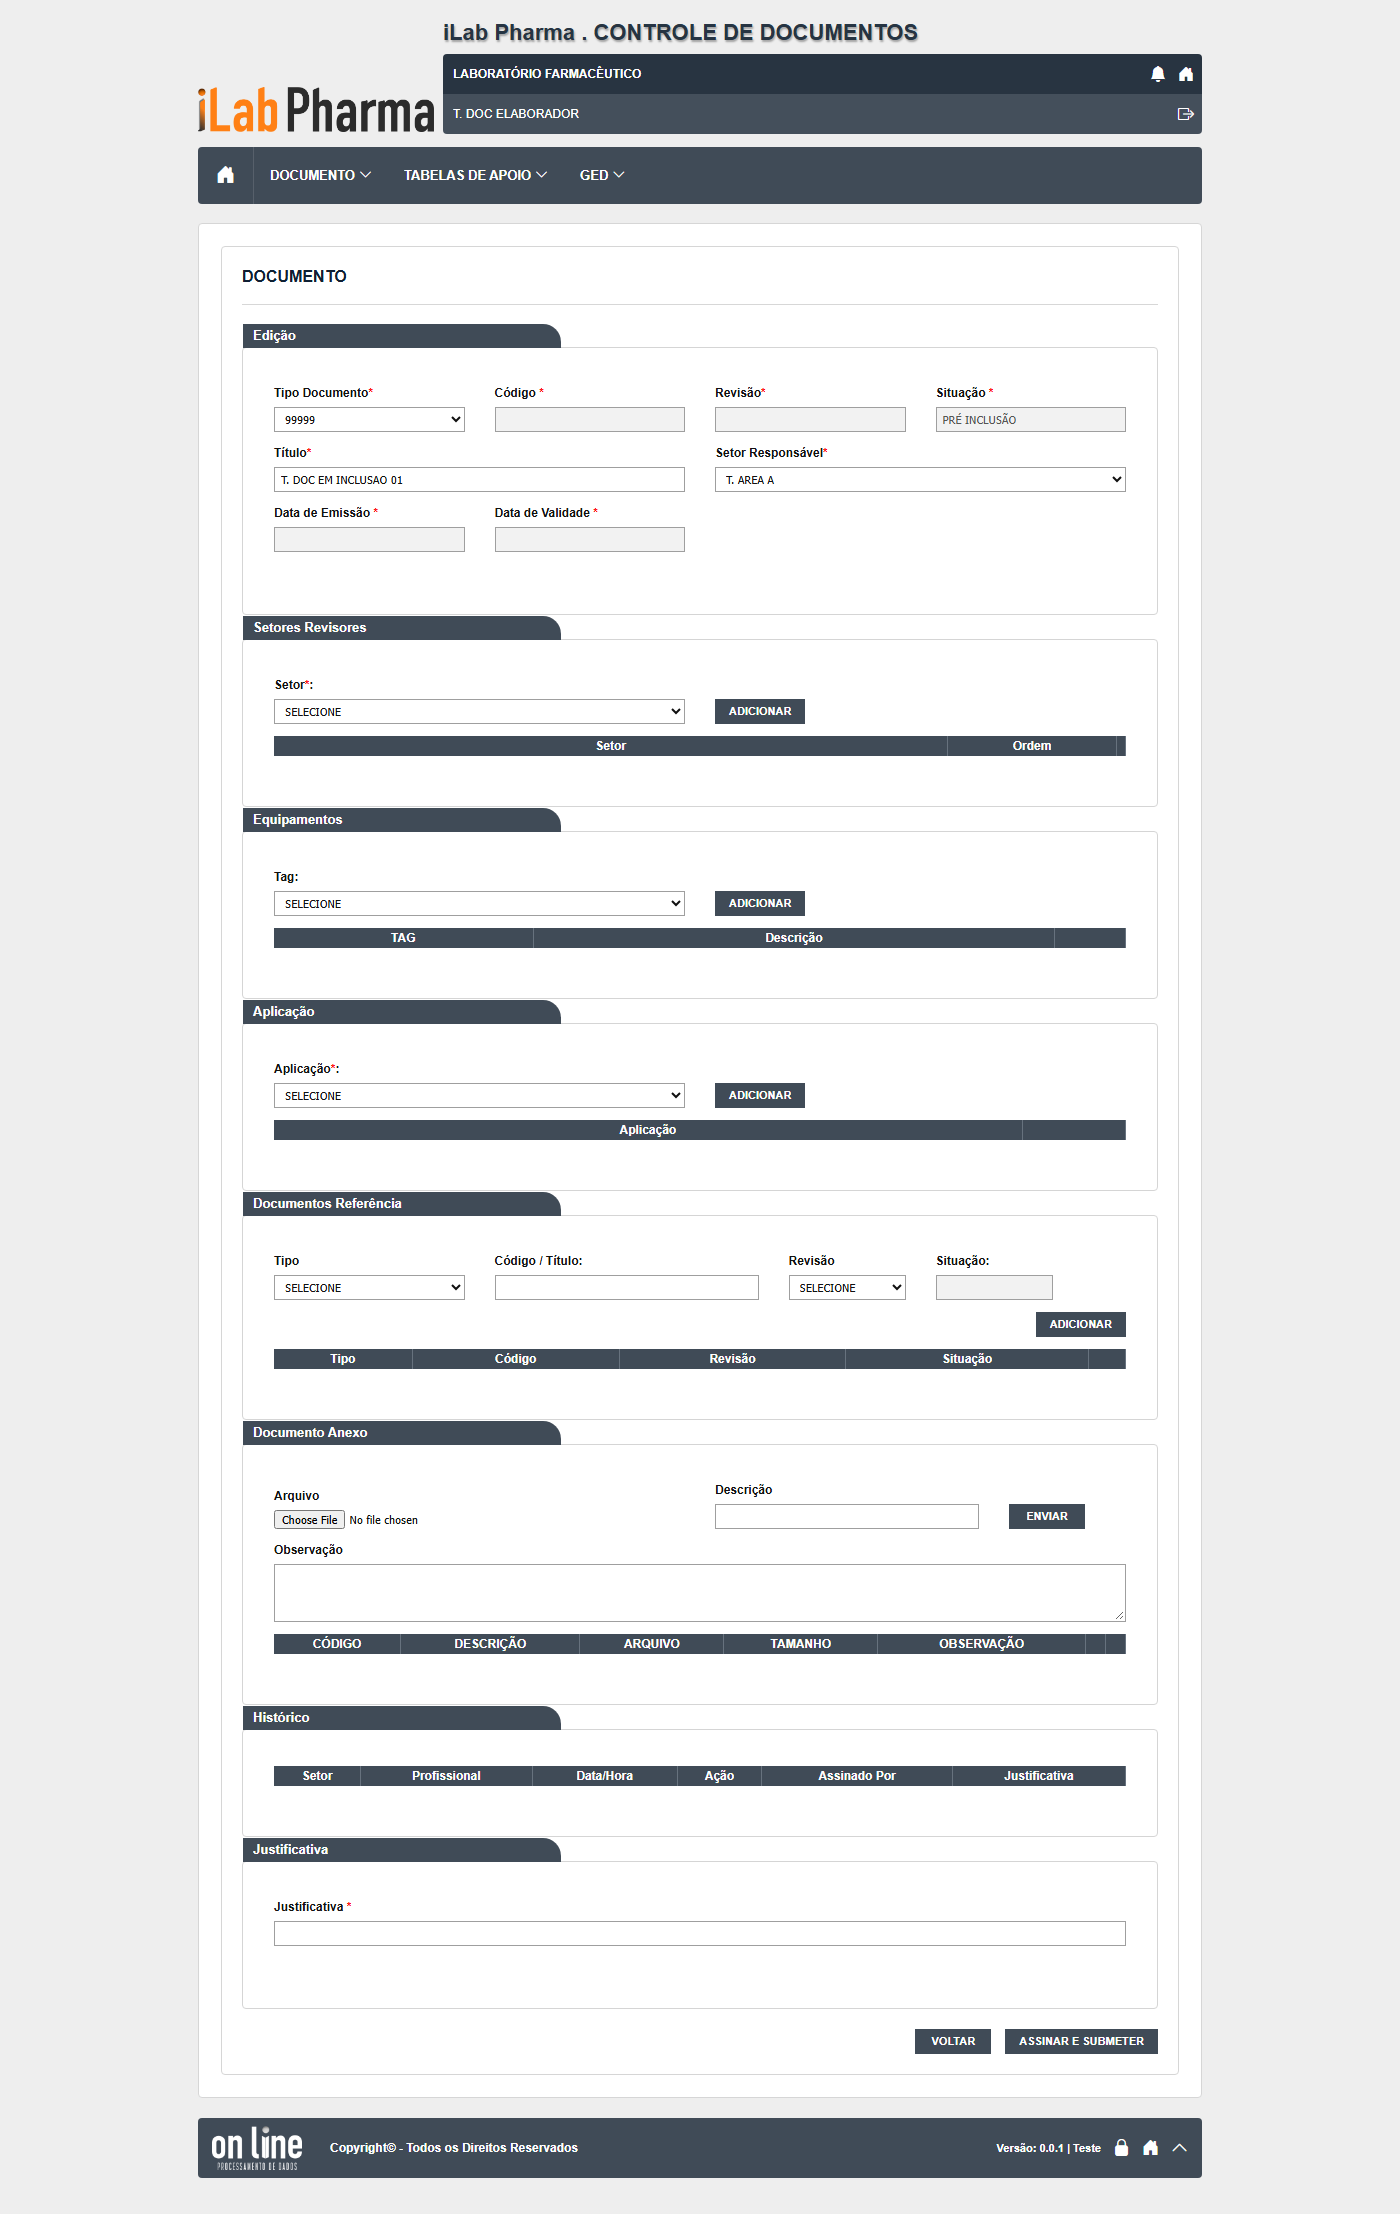 iLab Pharma . CONTROLE DE DOCUMENTOS
iLab Pharma
LABORATÓRIO FARMACÊUTICO
T. DOC ELABORADOR
DOCUMENTO TABELAS DE APOIO GED
DOCUMENTO
Edição
Tipo Documento* Código * Revisão* Situação *
99999 PRÉ INCLUSÃO
Título* Setor Responsável*
T. DOC EM INCLUSAO 01 T. AREA A
Data de Emissão * Data de Validade *
Setores Revisores
Setor*:
SELECIONE ADICIONAR
Setor Ordem
Equipamentos
Tag:
SELECIONE ADICIONAR
TAG Descrição
Aplicação
Aplicação*:
SELECIONE ADICIONAR
Aplicação
Documentos Referência
Tipo Código / Título: Revisão Situação:
SELECIONE SELECIONE
ADICIONAR
Tipo Código Revisão Situação
Documento Anexo
Arquivo Descrição
Choose File No file chosen ENVIAR
Observação
CÓDIGO DESCRIÇÃO ARQUIVO TAMANHO OBSERVAÇÃO
Histórico
Setor Profissional Data/Hora Ação Assinado Por Justificativa
Justificativa
Justificativa *
VOLTAR ASSINAR E SUBMETER
on line
PROCESSAMENTO DE DADOS
Copyright© - Todos os Direitos Reservados Versão: 0.0.1 | Teste